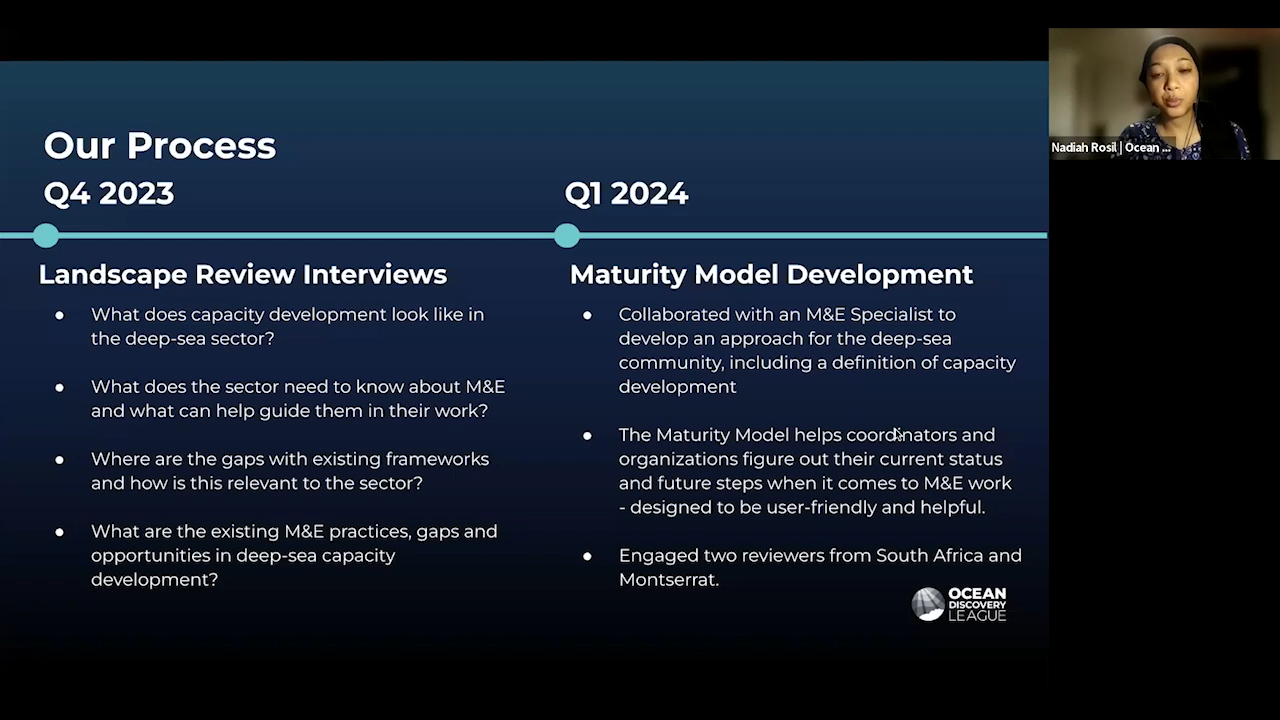 Our Process
Q4 2023
Q1 2024
Landscape Review Interviews
● What does capacity development look like in
the deep-sea sector?
● What does the sector need to know about M&E
and what can help guide them in their work?
● Where are the gaps with existing frameworks
and how is this relevant to the sector?
● What are the existing M&E practices, gaps and
opportunities in deep-sea capacity
development?
Maturity Model Development
● Collaborated with an M&E Specialist to
develop an approach for the deep-sea
community, including a definition of capacity
development
● The Maturity Model helps coordinators and
organizations figure out their current status
and future steps when it comes to M&E work
- designed to be user-friendly and helpful.
● Engaged two reviewers from South Africa and
Montserrat.
OCEAN
DISCOVERY
LEAGUE
Nadiah Rosil | Ocean ...